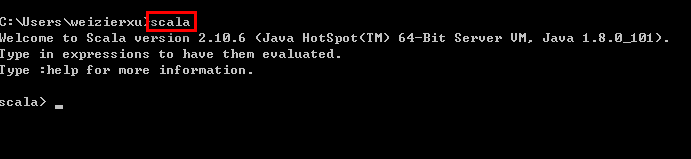 C:\Users\weizierxu>scala
Welcome to Scala version 2.10.6 (Java HotSpot(TM) 64-Bit Server VM, Java 1.8.0_101).
Type in expressions to have them evaluated.
Type :help for more information.
scala> _